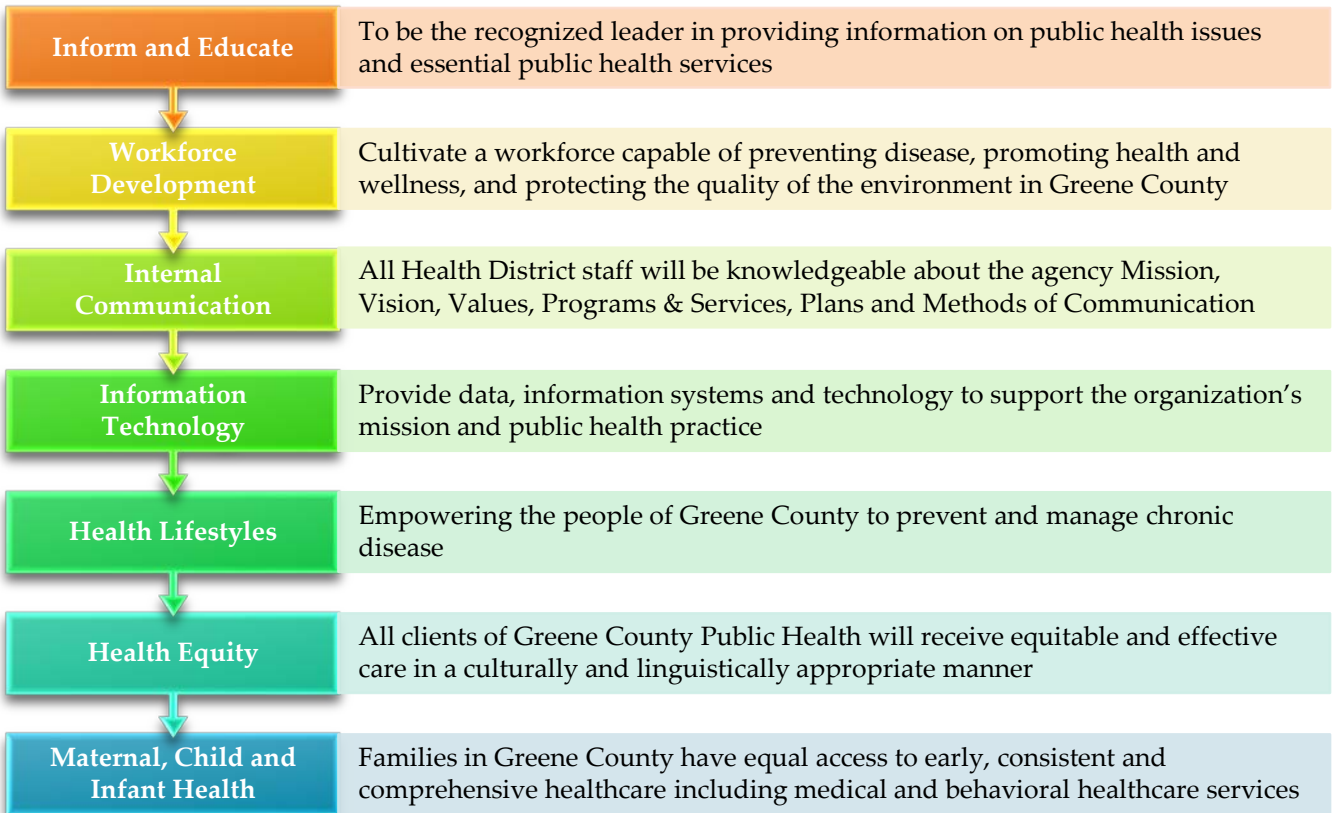 Inform and Educate
To be the recognized leader in providing information on public health issues
and essential public health services
Workforce
Development
Cultivate a workforce capable of preventing disease, promoting health and
wellness, and protecting the quality of the environment in Greene County
Internal
Communication
All Health District staff will be knowledgeable about the agency Mission,
Vision, Values, Programs & Services, Plans and Methods of Communication
Information
Technology
Provide data, information systems and technology to support the organization’s
mission and public health practice
Health Lifestyles
Empowering the people of Greene County to prevent and manage chronic
disease
Health Equity
All clients of Greene County Public Health will receive equitable and effective
care in a culturally and linguistically appropriate manner
Maternal, Child and
Infant Health
Families in Greene County have equal access to early, consistent and
comprehensive healthcare including medical and behavioral healthcare services